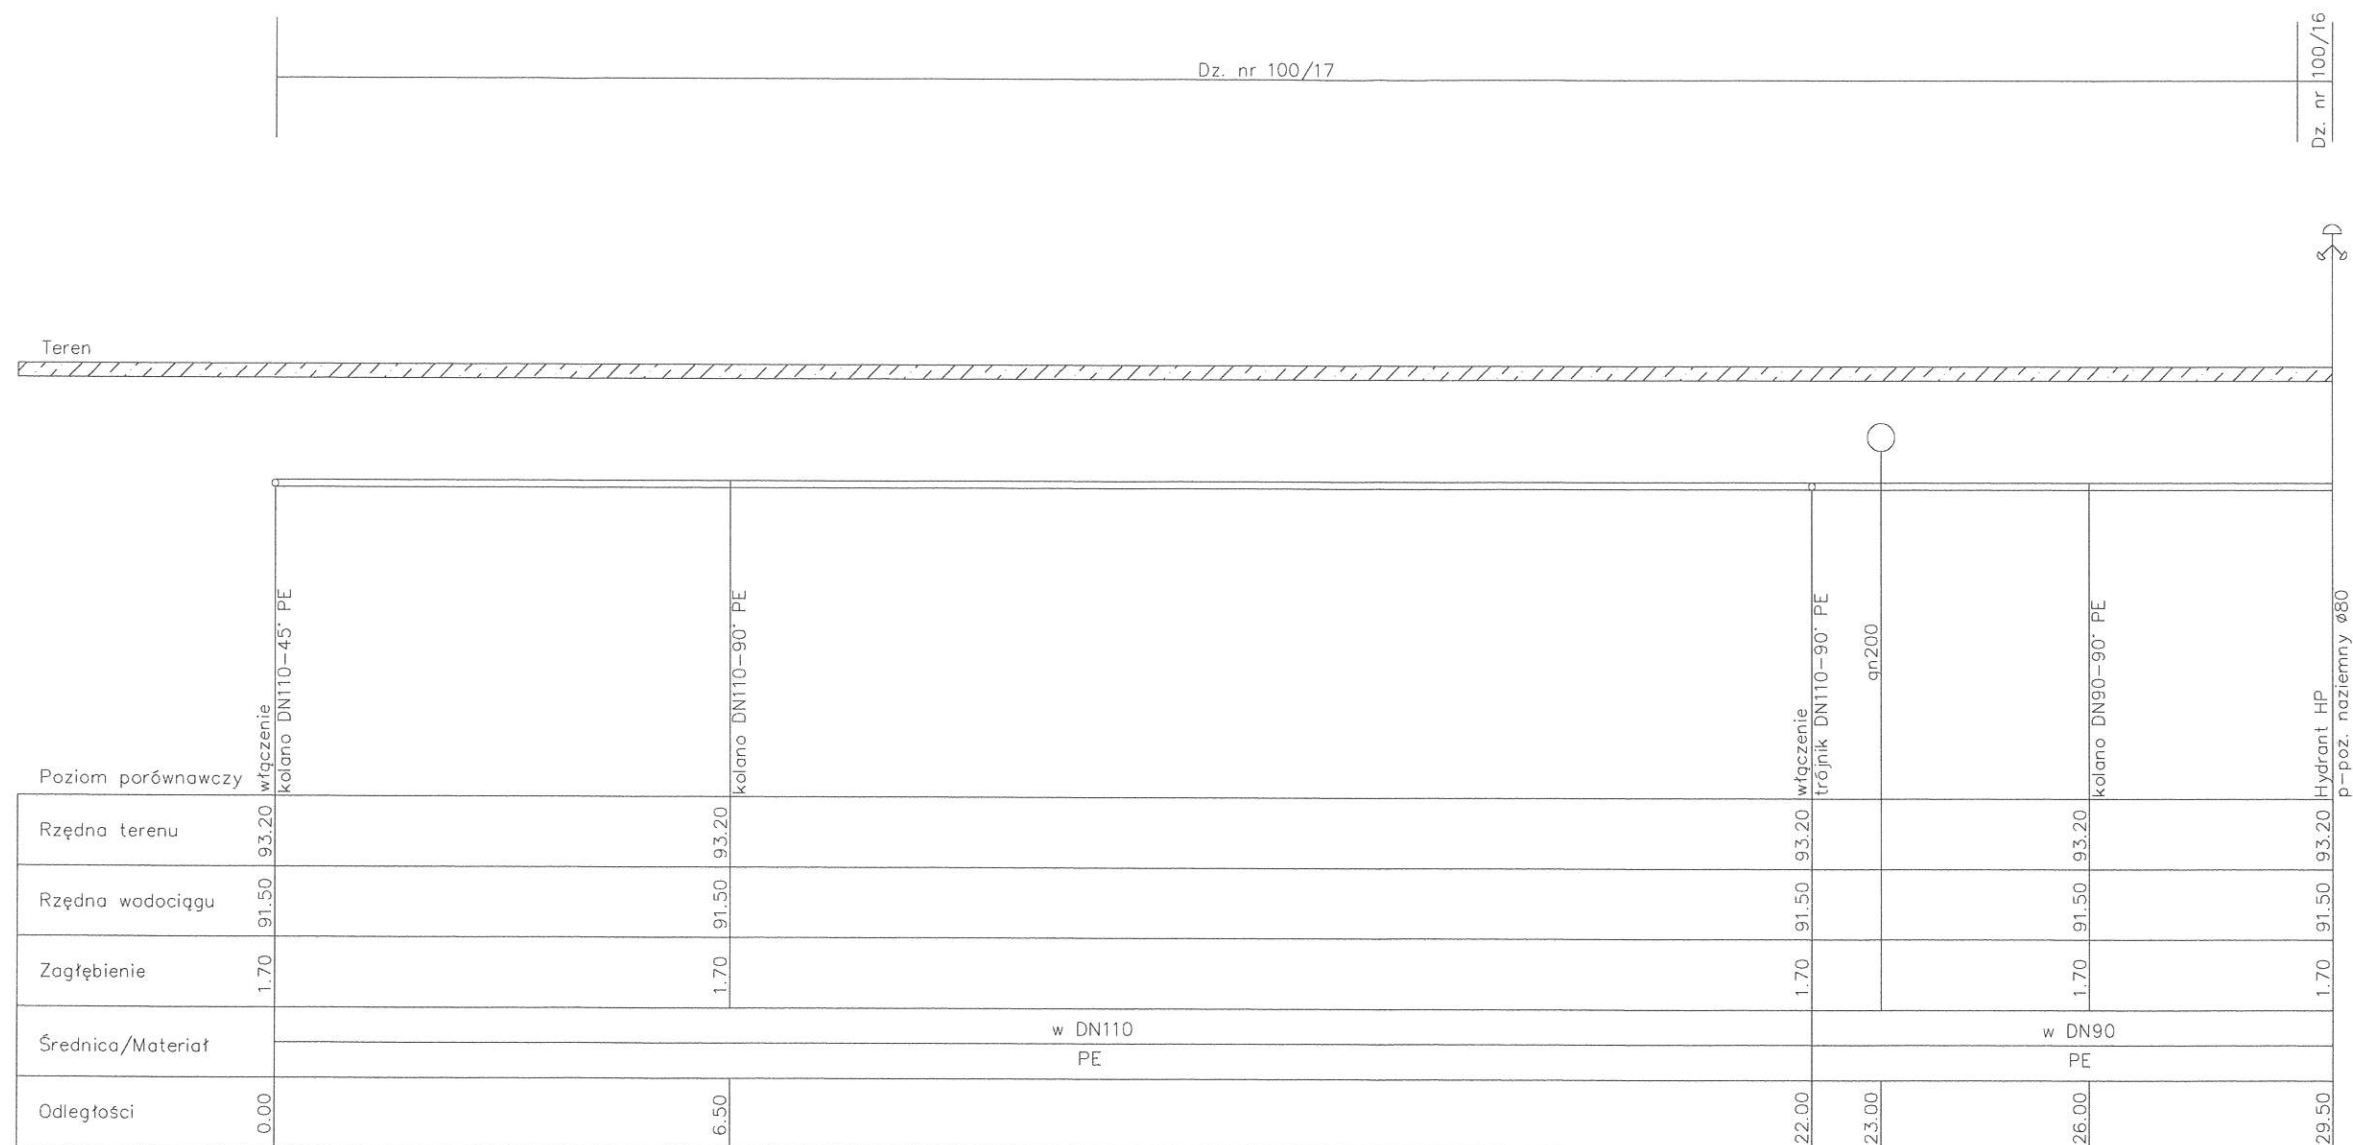 Dz. nr 100/17
Dz. nr 100/16
Teren
Poziom porównawczy
włączenie
kolano DN110-45° PE
kolano DN110-90° PE
włączenie
trójnik DN110-90° PE
gn200
kolano DN90-90° PE
Hydrant HP
p-poż. naziemny ø80
Rzędna terenu
93.20
93.20
93.20
93.20
93.20
Rzędna wodociągu
91.50
91.50
91.50
91.50
91.50
Zagłębienie
1.70
1.70
1.70
1.70
1.70
Średnica/Materiał
w DN110
PE
w DN90
PE
Odległości
0.00
6.50
22.00
23.00
26.00
29.50